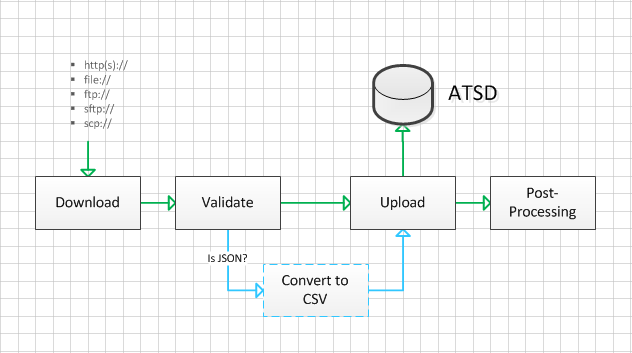 ▪ http(s)://
▪ file://
▪ ftp://
▪ sftp://
▪ scp://
ATSD
Download
Validate
Upload
Post-
Processing
Is JSON?
Convert to
CSV